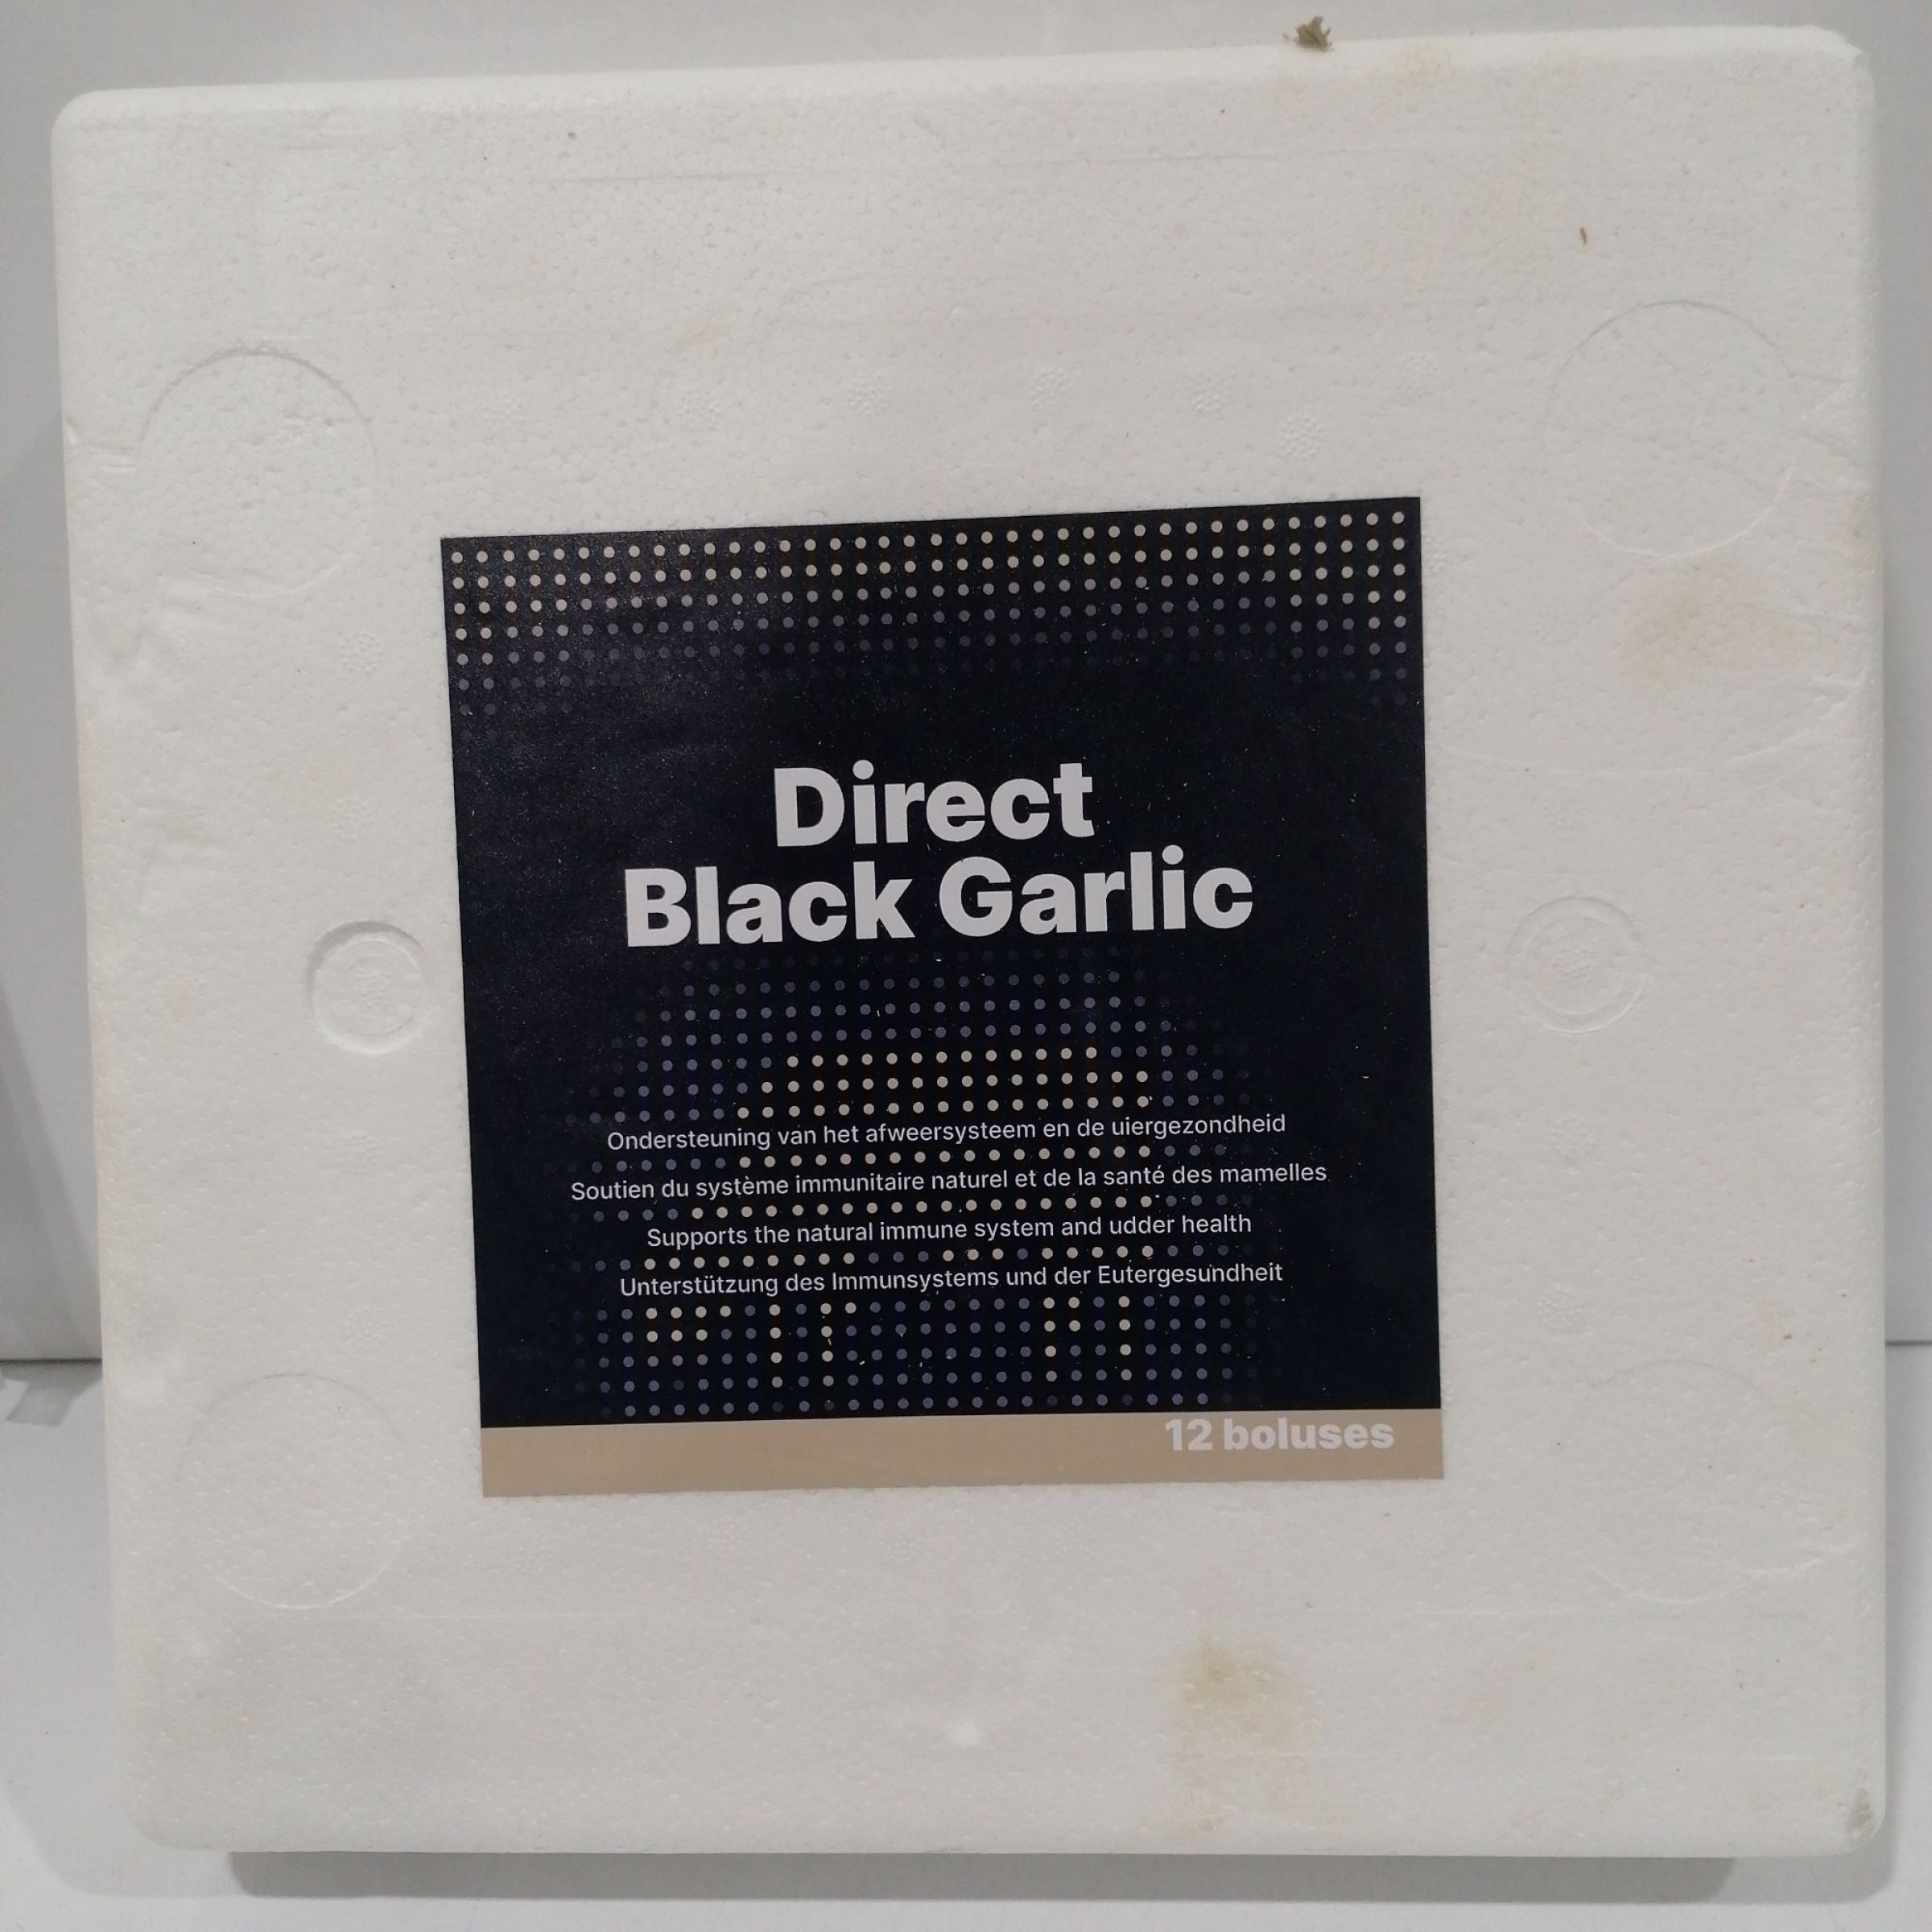 Direct
Black Garlic
Ondersteuning van het afweersysteem en de uiergezondheid
Soutien du système immunitaire naturel et de la santé des mamelles
Supports the natural immune system and udder health
Unterstützung des Immunsystems und der Eutergesundheit
12 boluses